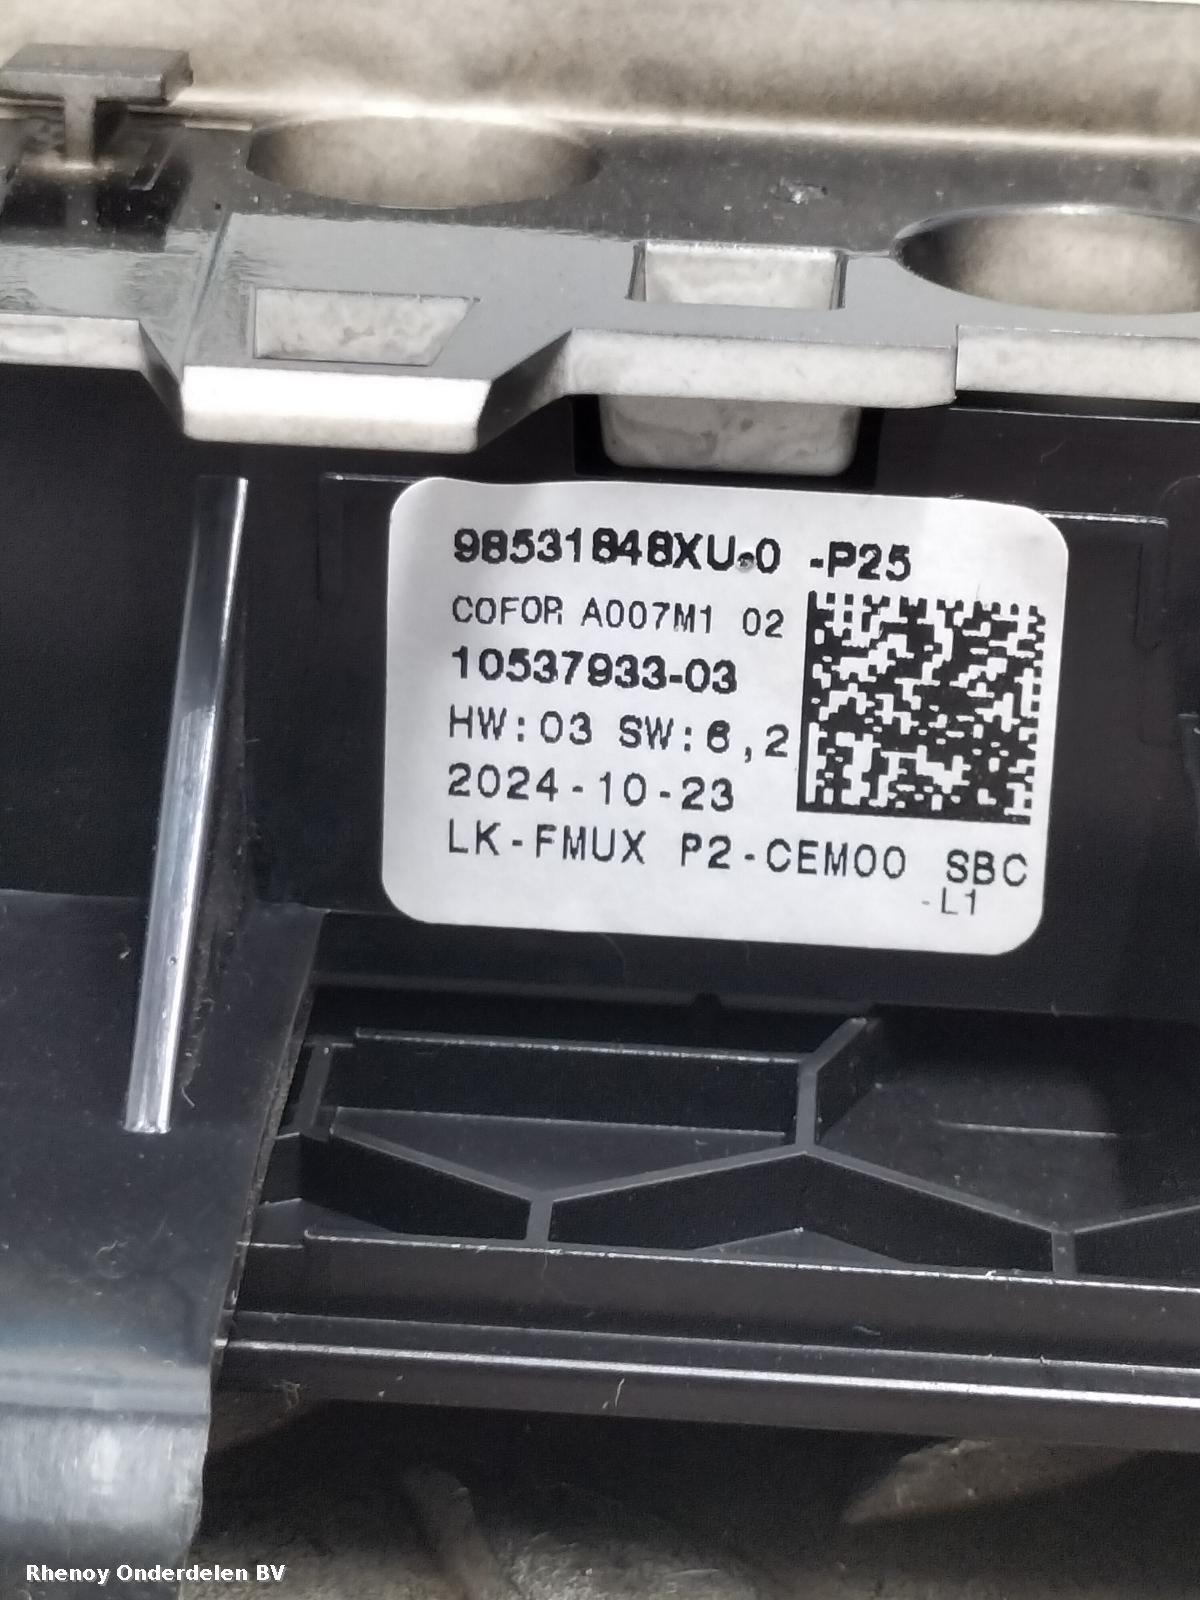 98531848XU-0 -P25
COFOR A007M1 02
10537933-03
HW:03 SW:6,2
2024-10-23
LK-FMUX P2-CEM00 SBC
-L1
Rhenoy Onderdelen BV